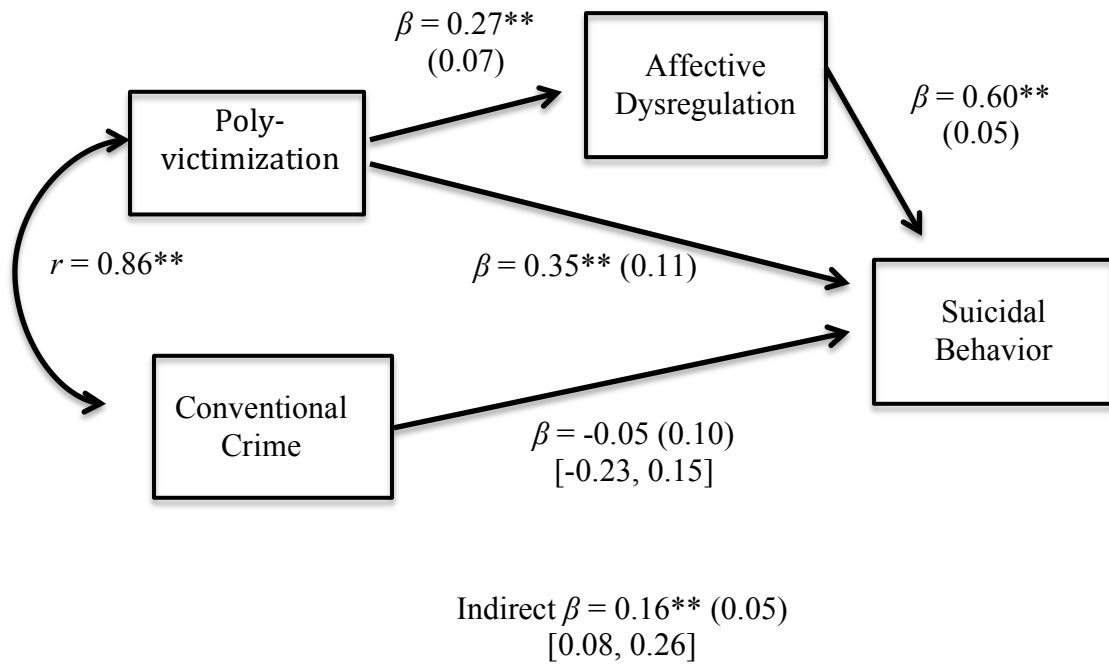 β = 0.27**
(0.07)
Affective
Dysregulation
β = 0.60**
(0.05)
Poly-
victimization
r = 0.86**
β = 0.35** (0.11)
Suicidal
Behavior
Conventional
Crime
β = -0.05 (0.10)
[-0.23, 0.15]
Indirect β = 0.16** (0.05)
[0.08, 0.26]